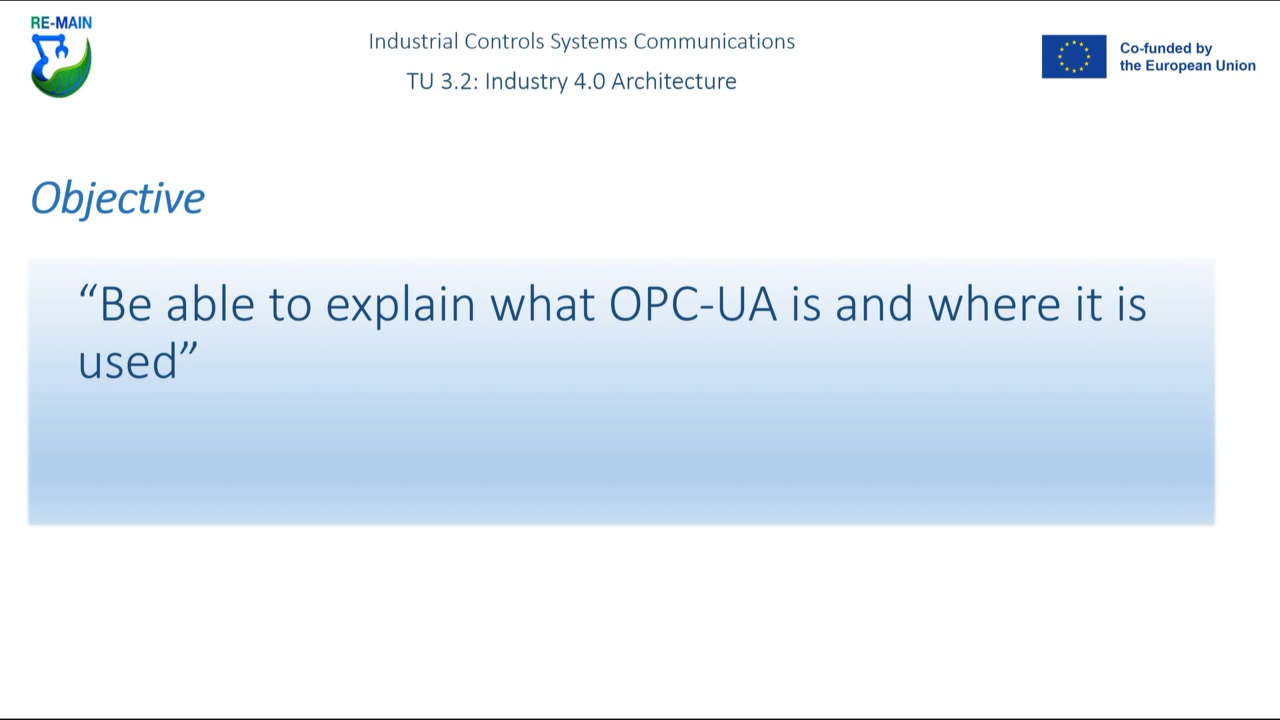 RE-MAIN
Industrial Controls Systems Communications
TU 3.2: Industry 4.0 Architecture
Co-funded by
the European Union
Objective
“Be able to explain what OPC-UA is and where it is
used”